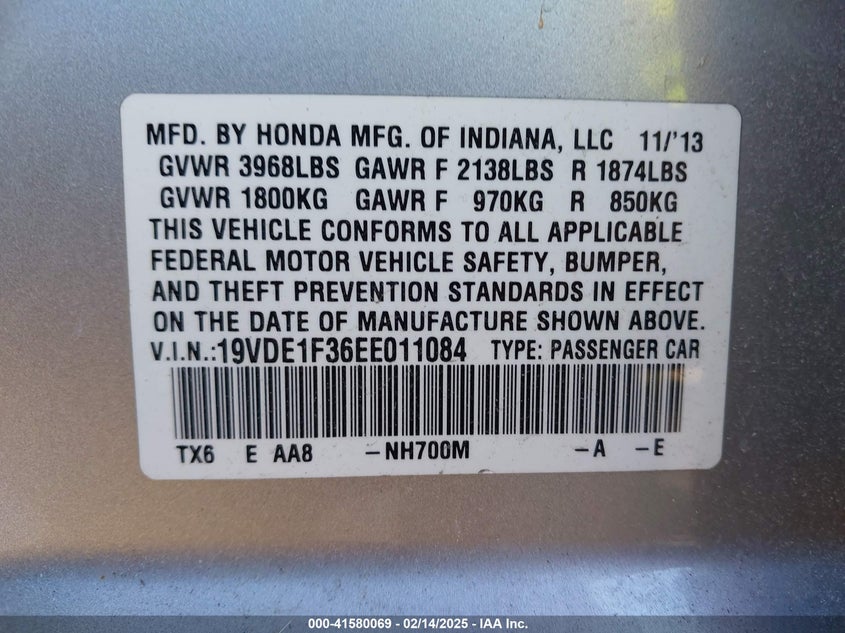 MFD. BY HONDA MFG. OF INDIANA, LLC 11/'13
GVWR 3968LBS GAWR F 2138LBS R 1874LBS
GVWR 1800KG GAWR F 970KG R 850KG
THIS VEHICLE CONFORMS TO ALL APPLICABLE
FEDERAL MOTOR VEHICLE SAFETY, BUMPER,
AND THEFT PREVENTION STANDARDS IN EFFECT
ON THE DATE OF MANUFACTURE SHOWN ABOVE.
V.I.N.:19VDE1F36EE011084 TYPE: PASSENGER CAR
TX6 E AA8 -NH700M -A -E
000-41580069 - 02/14/2025 - IAA Inc.